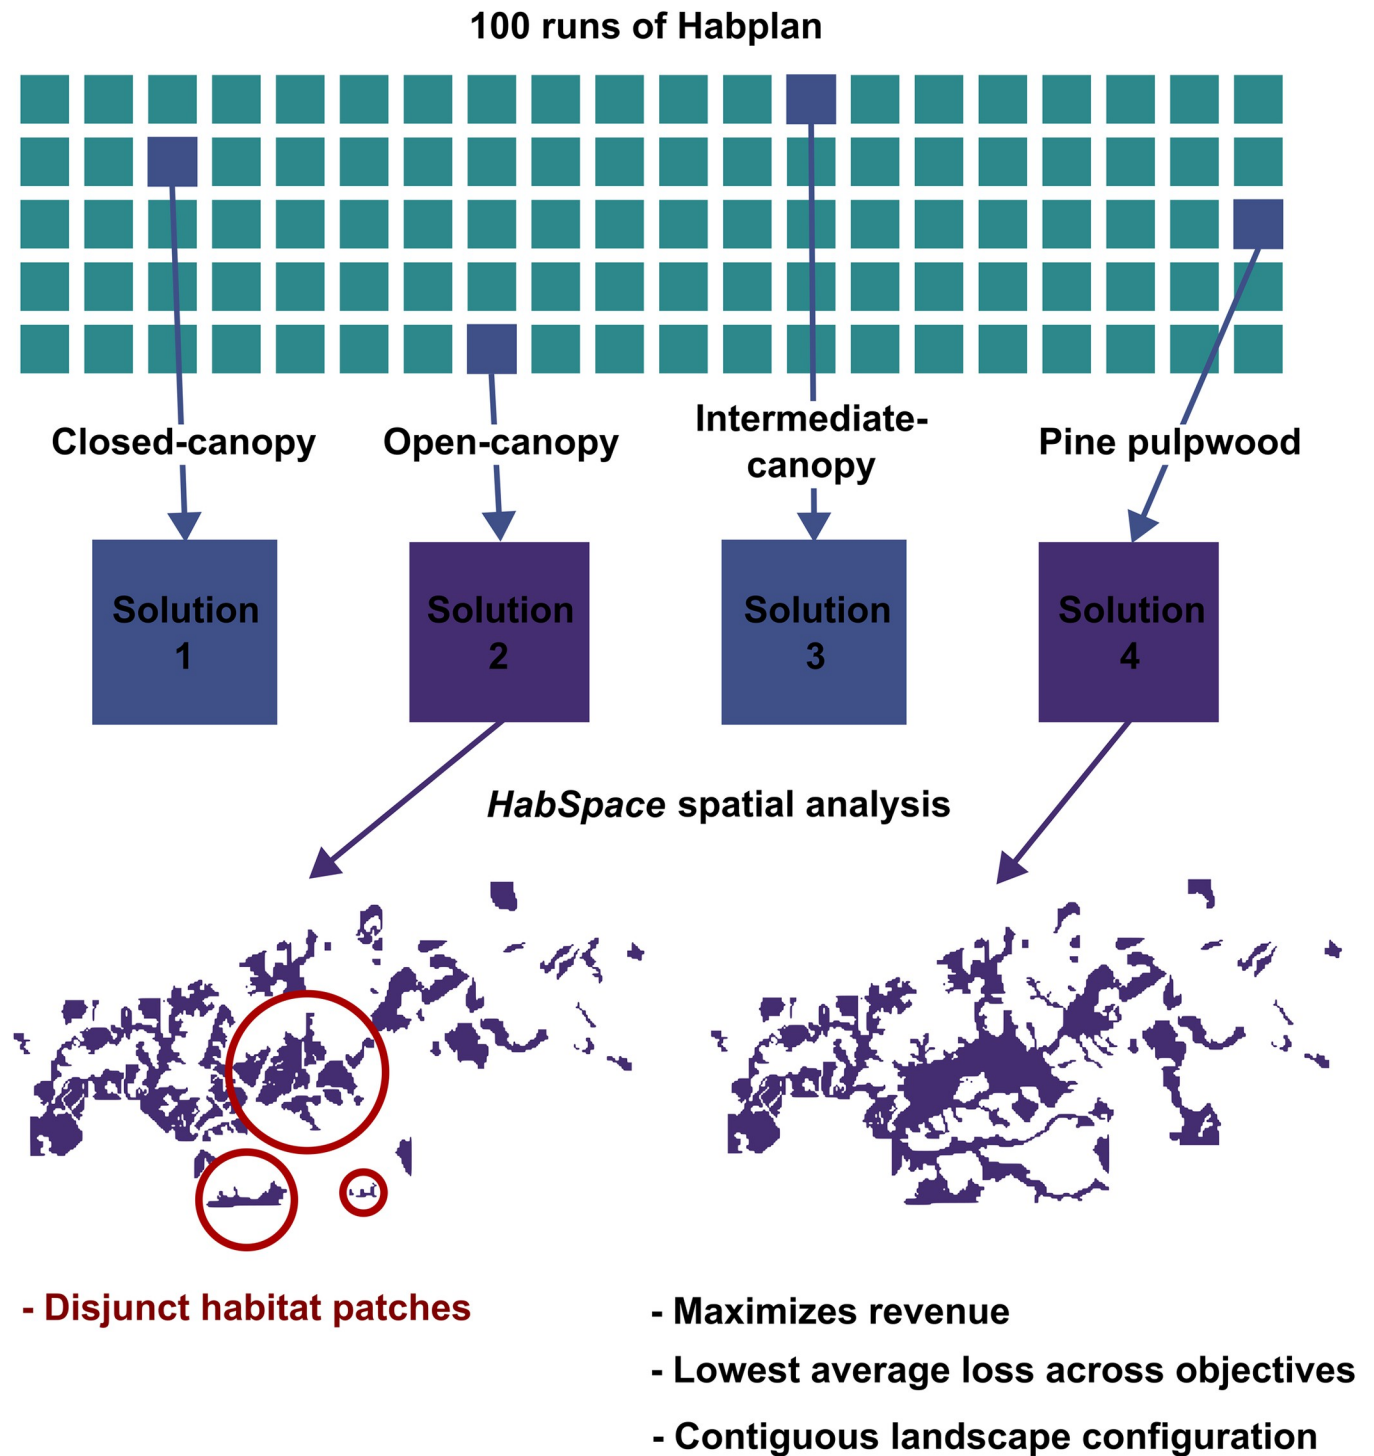 100 runs of Habplan
Closed-canopy
Open-canopy
Intermediate-
canopy
Pine pulpwood
Solution
1
Solution
2
Solution
3
Solution
4
HabSpace spatial analysis
- Disjunct habitat patches
- Maximizes revenue
- Lowest average loss across objectives
- Contiguous landscape configuration